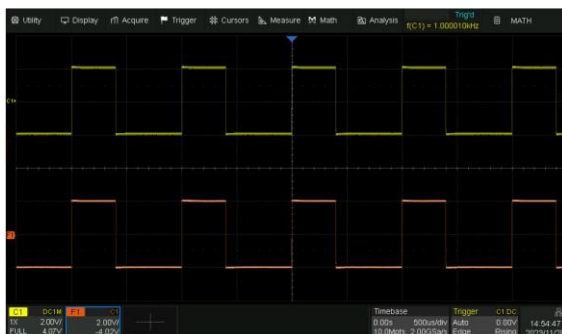 Utility Display Acquire Trigger Cursors Measure Math Analysis Trig'd MATH
f(C1) = 1.000010kHz
C1
F1
C1 DC1M F1 C1 Timebase Trigger C1 DC
1X 2.00V/ 2.00V/ 0.00s 500us/div Auto 0.00V 14:54:47
FULL 4.07V -4.02V 10.0Mpts 2.00GSa/s Edge Rising